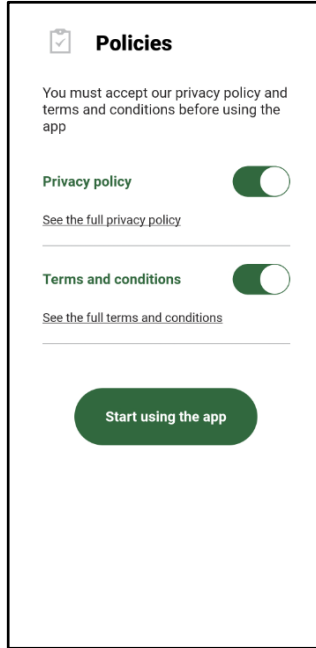 Policies
You must accept our privacy policy and
terms and conditions before using the
app
Privacy policy
See the full privacy policy
Terms and conditions
See the full terms and conditions
Start using the app